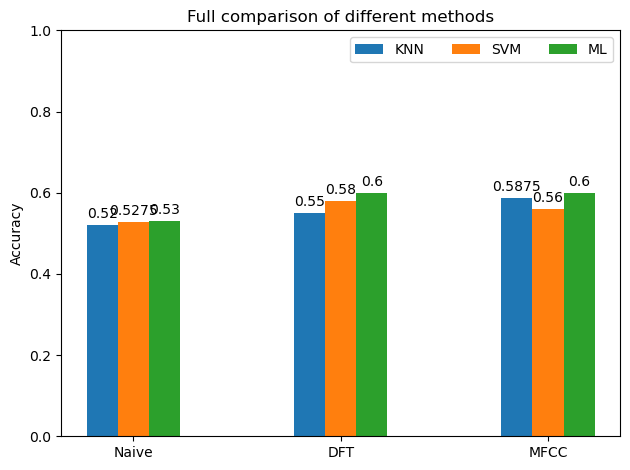 Full comparison of different methods
KNN SVM ML
1.0
0.8
0.6
0.4
0.2
0.0
Accuracy
0.52 0.5275 0.53
0.55 0.58 0.6
0.5875 0.56 0.6
Naive DFT MFCC